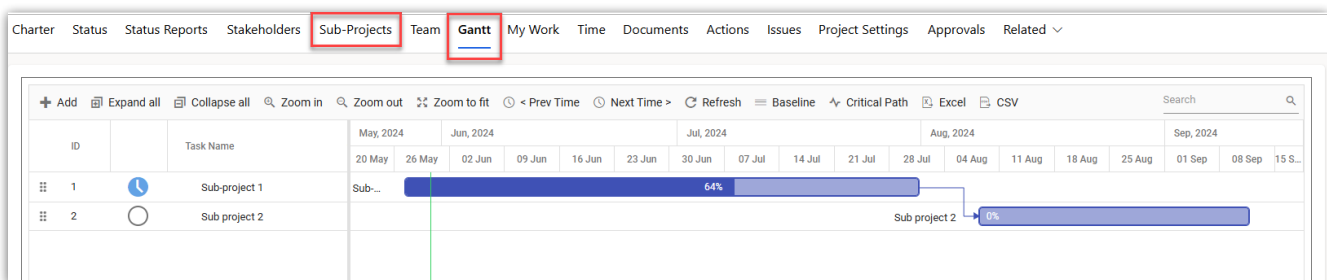 Charter Status Status Reports Stakeholders Sub-Projects Team Gantt My Work Time Documents Actions Issues Project Settings Approvals Related
Add Expand all Collapse all Zoom in Zoom out Zoom to fit < Prev Time Next Time > Refresh Baseline Critical Path Excel CSV Search
ID Task Name May, 2024 Jun, 2024 Jul, 2024 Aug, 2024 Sep, 2024
20 May 26 May 02 Jun 09 Jun 16 Jun 23 Jun 30 Jun 07 Jul 14 Jul 21 Jul 28 Jul 04 Aug 11 Aug 18 Aug 25 Aug 01 Sep 08 Sep 15 S...
1 Sub-project 1 Sub-... 64%
2 Sub project 2 Sub project 2 0%